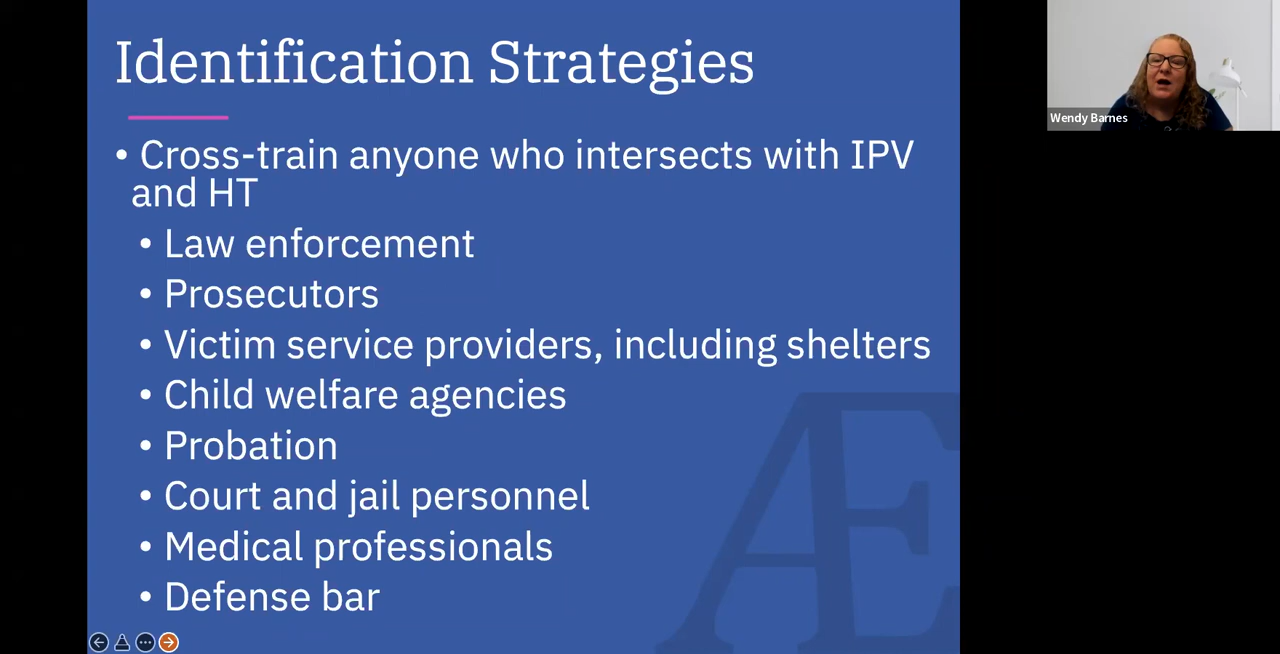 Identification Strategies
• Cross-train anyone who intersects with IPV
and HT
• Law enforcement
• Prosecutors
• Victim service providers, including shelters
• Child welfare agencies
• Probation
• Court and jail personnel
• Medical professionals
• Defense bar
Æ
Wendy Barnes